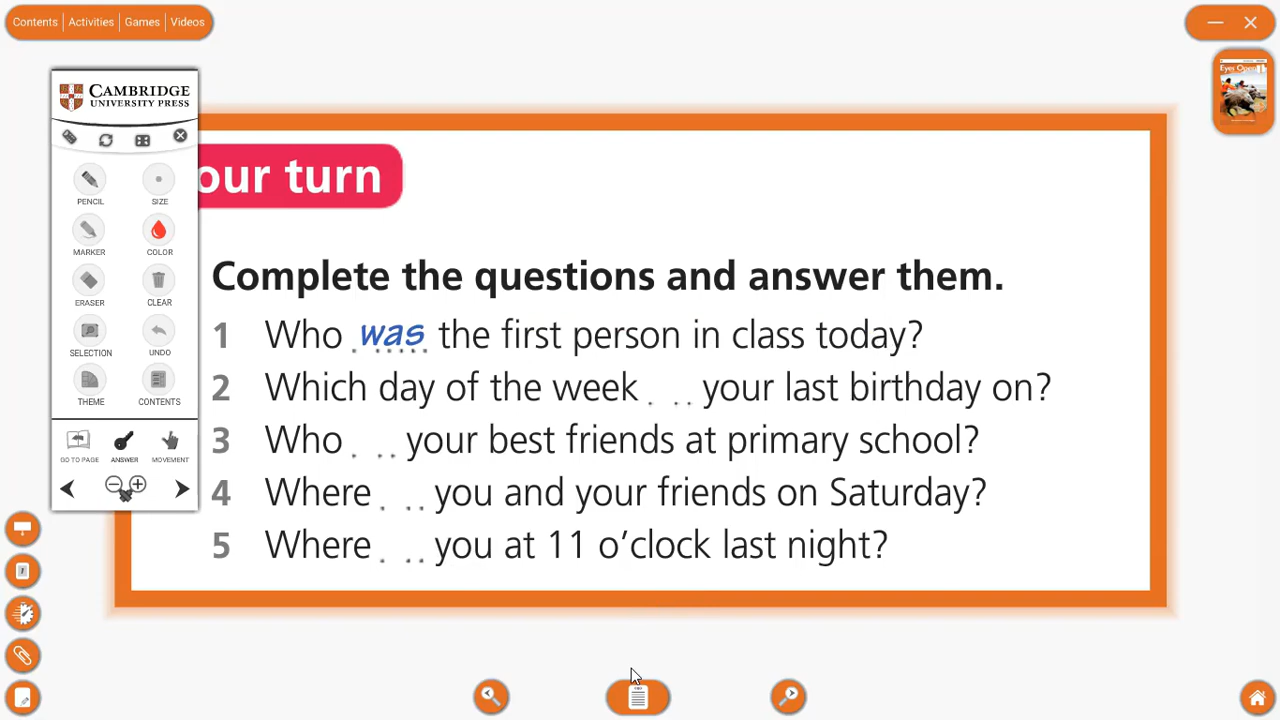 Contents Activities Games Videos
Eyes Open 1
CAMBRIDGE
UNIVERSITY PRESS
PENCIL SIZE
MARKER COLOR
ERASER CLEAR
SELECTION UNDO
THEME CONTENTS
GO TO PAGE ANSWER MOVEMENT
our turn
Complete the questions and answer them.
1 Who was the first person in class today?
2 Which day of the week . .. your last birthday on?
3 Who . .. your best friends at primary school?
4 Where . .. you and your friends on Saturday?
5 Where . .. you at 11 o’clock last night?